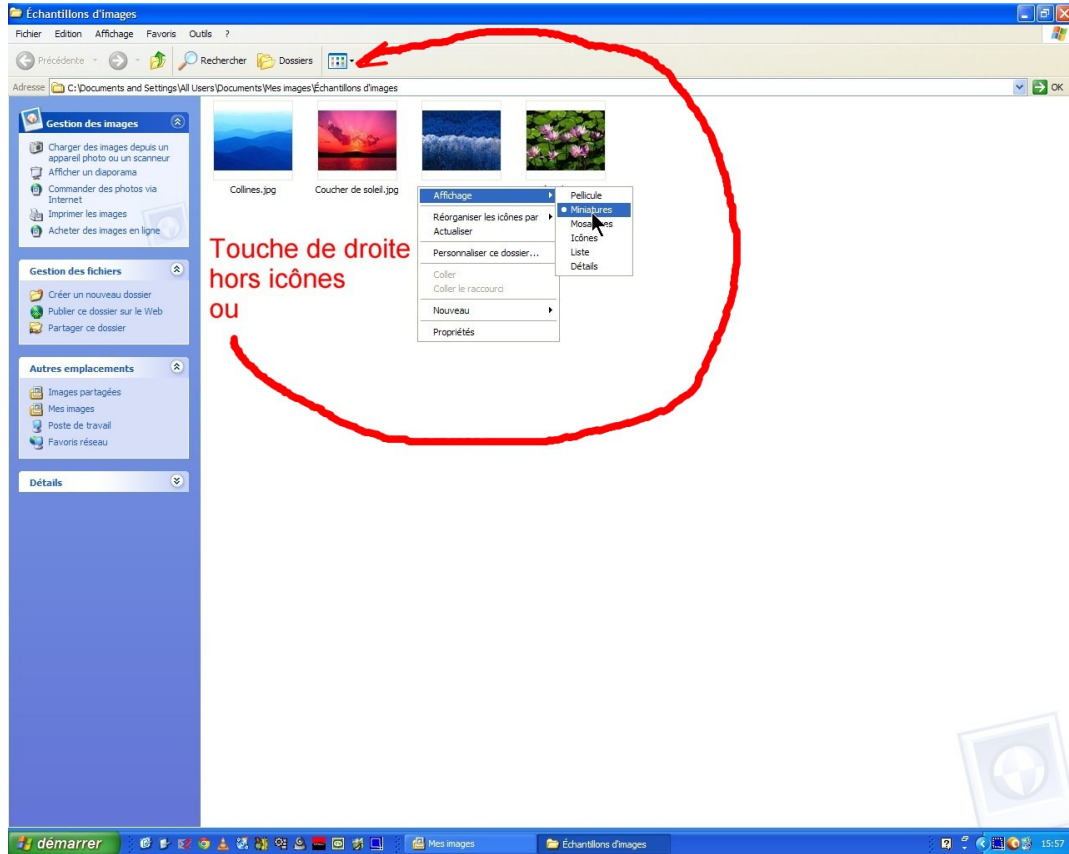 Échantillons d'images
Fichier Edition Affichage Favoris Outils ?
Précédente Rechercher Dossiers
Adresse C:\Documents and Settings\All Users\Documents\Mes images\Échantillons d'images OK
Gestion des images
Charger des images depuis un
appareil photo ou un scanneur
Afficher un diaporama
Commander des photos via
Internet
Imprimer les images
Acheter des images en ligne
Gestion des fichiers
Créer un nouveau dossier
Publier ce dossier sur le Web
Partager ce dossier
Autres emplacements
Images partagées
Mes images
Poste de travail
Favoris réseau
Détails
Collines.jpg Coucher de soleil.jpg
Affichage
Réorganiser les icônes par
Actualiser
Personnaliser ce dossier...
Coller
Coller le raccourci
Nouveau
Propriétés
Pellicule
Miniatures
Icônes
Liste
Détails
Touche de droite
hors icônes
ou
démarrer Mes images Échantillons d'images 15:57